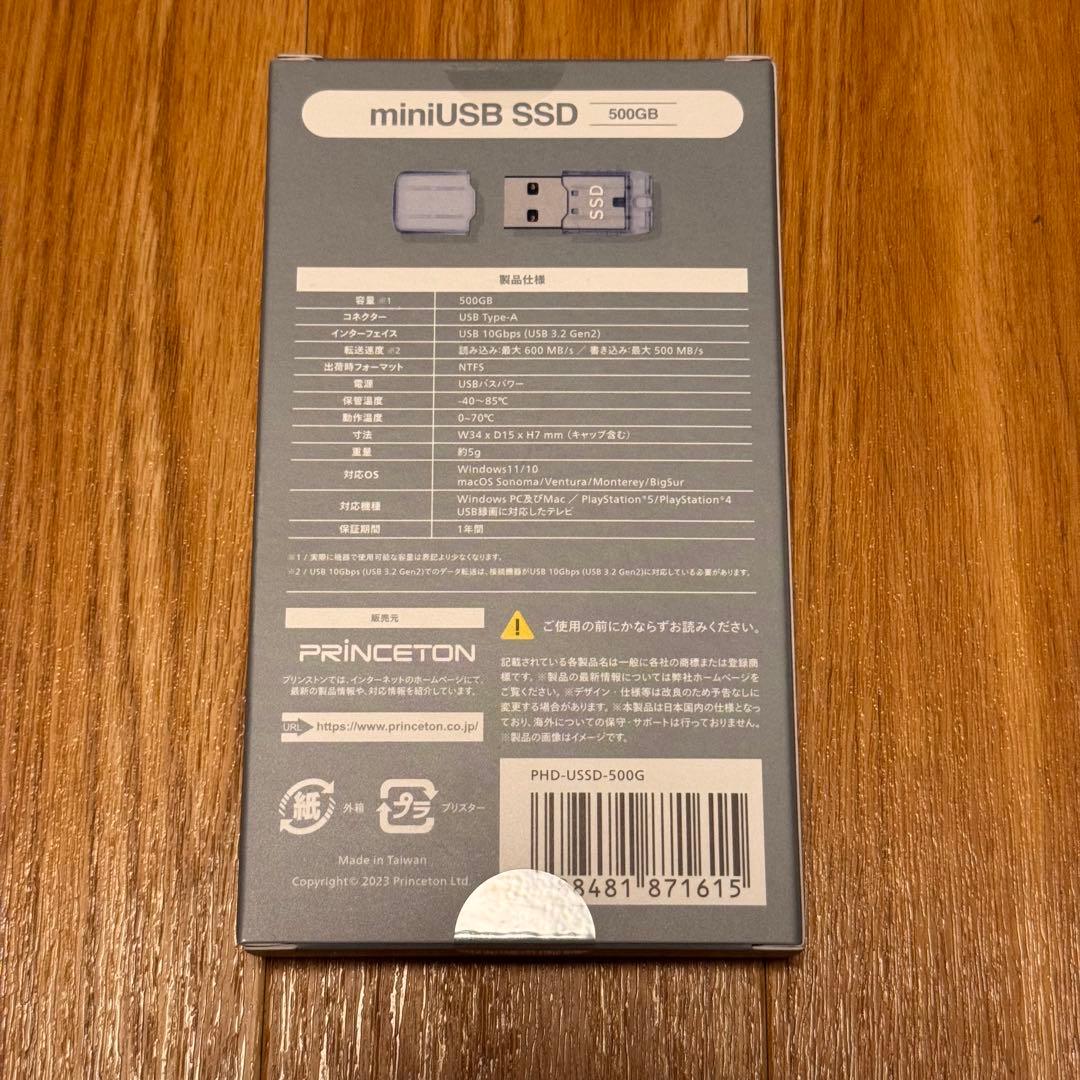 miniUSB SSD 500GB
SSD
製品仕様
容量 ※1 500GB
コネクター USB Type-A
インターフェイス USB 10Gbps (USB 3.2 Gen2)
転送速度 ※2 読み込み:最大 600 MB/s ／ 書き込み:最大 500 MB/s
出荷時フォーマット NTFS
電源 USBバスパワー
保管温度 -40～85℃
動作温度 0~70℃
寸法 W34 x D15 x H7 mm（キャップ含む）
重量 約5g
対応OS Windows11/10
macOS Sonoma/Ventura/Monterey/BigSur
対応機種 Windows PC及びMac ／ PlayStation®5/PlayStation®4
USB録画に対応したテレビ
保証期間 1年間
※1 / 実際に機器で使用可能な容量は表記より少なくなります。
※2 / USB 10Gbps (USB 3.2 Gen2)でのデータ転送は、接続機器がUSB 10Gbps (USB 3.2 Gen2)に対応している必要があります。
販売元
PRINCETON
プリンストンでは、インターネットのホームページにて、
最新の製品情報や、対応情報を紹介しています。
URL https://www.princeton.co.jp/
ご使用の前にかならずお読みください。
記載されている各製品名は一般に各社の商標または登録商
標です。※製品の最新情報については弊社ホームページを
ご覧ください。※デザイン・仕様等は改良のため予告なしに
変更する場合があります。※本製品は日本国内の仕様となっ
ており、海外についての保守・サポートは行っておりません。
※製品の画像はイメージです。
紙 外箱 プラ ブリスター
Made in Taiwan
Copyright© 2023 Princeton Ltd.
PHD-USSD-500G
8481 871615